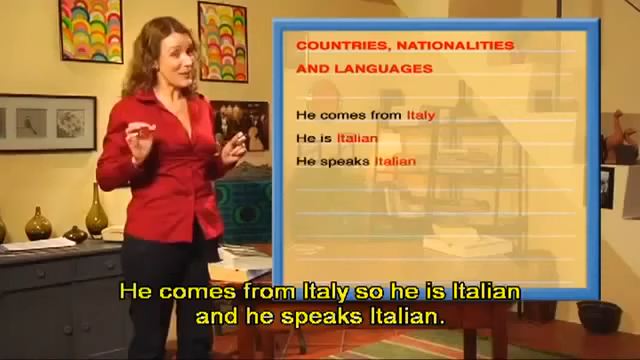 COUNTRIES, NATIONALITIES
AND LANGUAGES
He comes from Italy
He is Italian
He speaks Italian
He comes from Italy so he is Italian
and he speaks Italian.